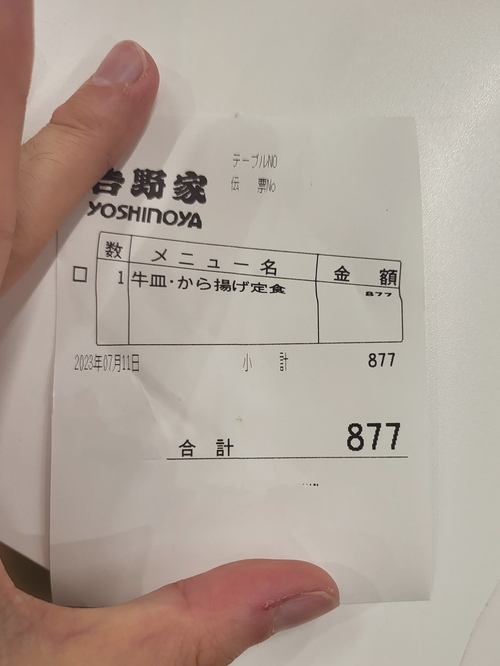 テーブルNO
伝 票No
吉野家
YOSHINOYA
数 メニュー名 金 額
1 牛皿・から揚げ定食 877
2023年07月11日 小 計 877
合 計 877